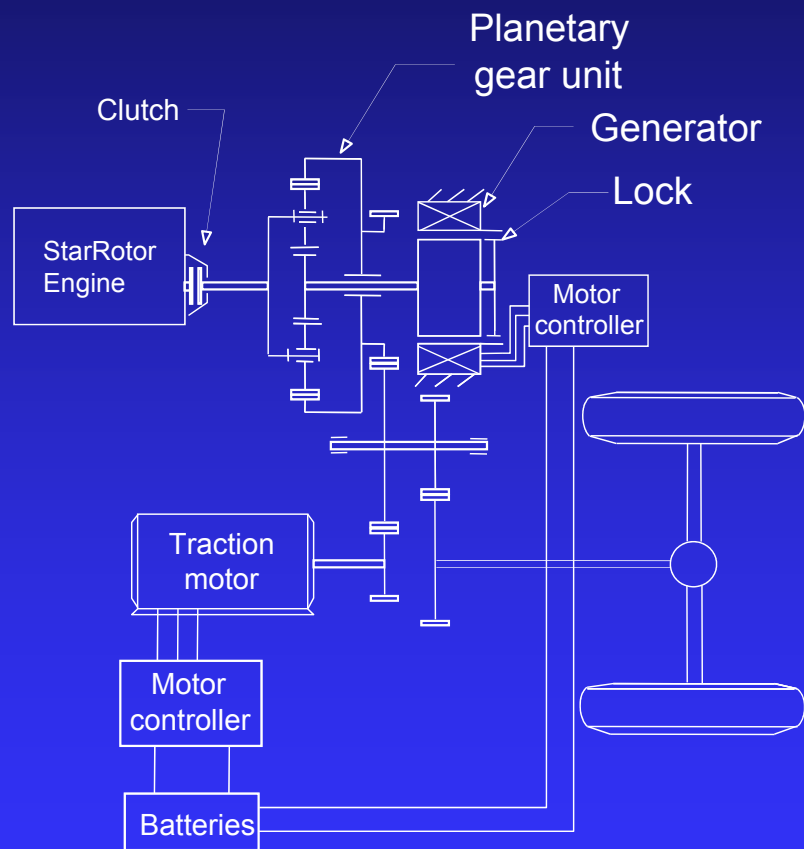 Planetary
gear unit
Clutch
Generator
Lock
StarRotor
Engine
Motor
controller
Traction
motor
Motor
controller
Batteries